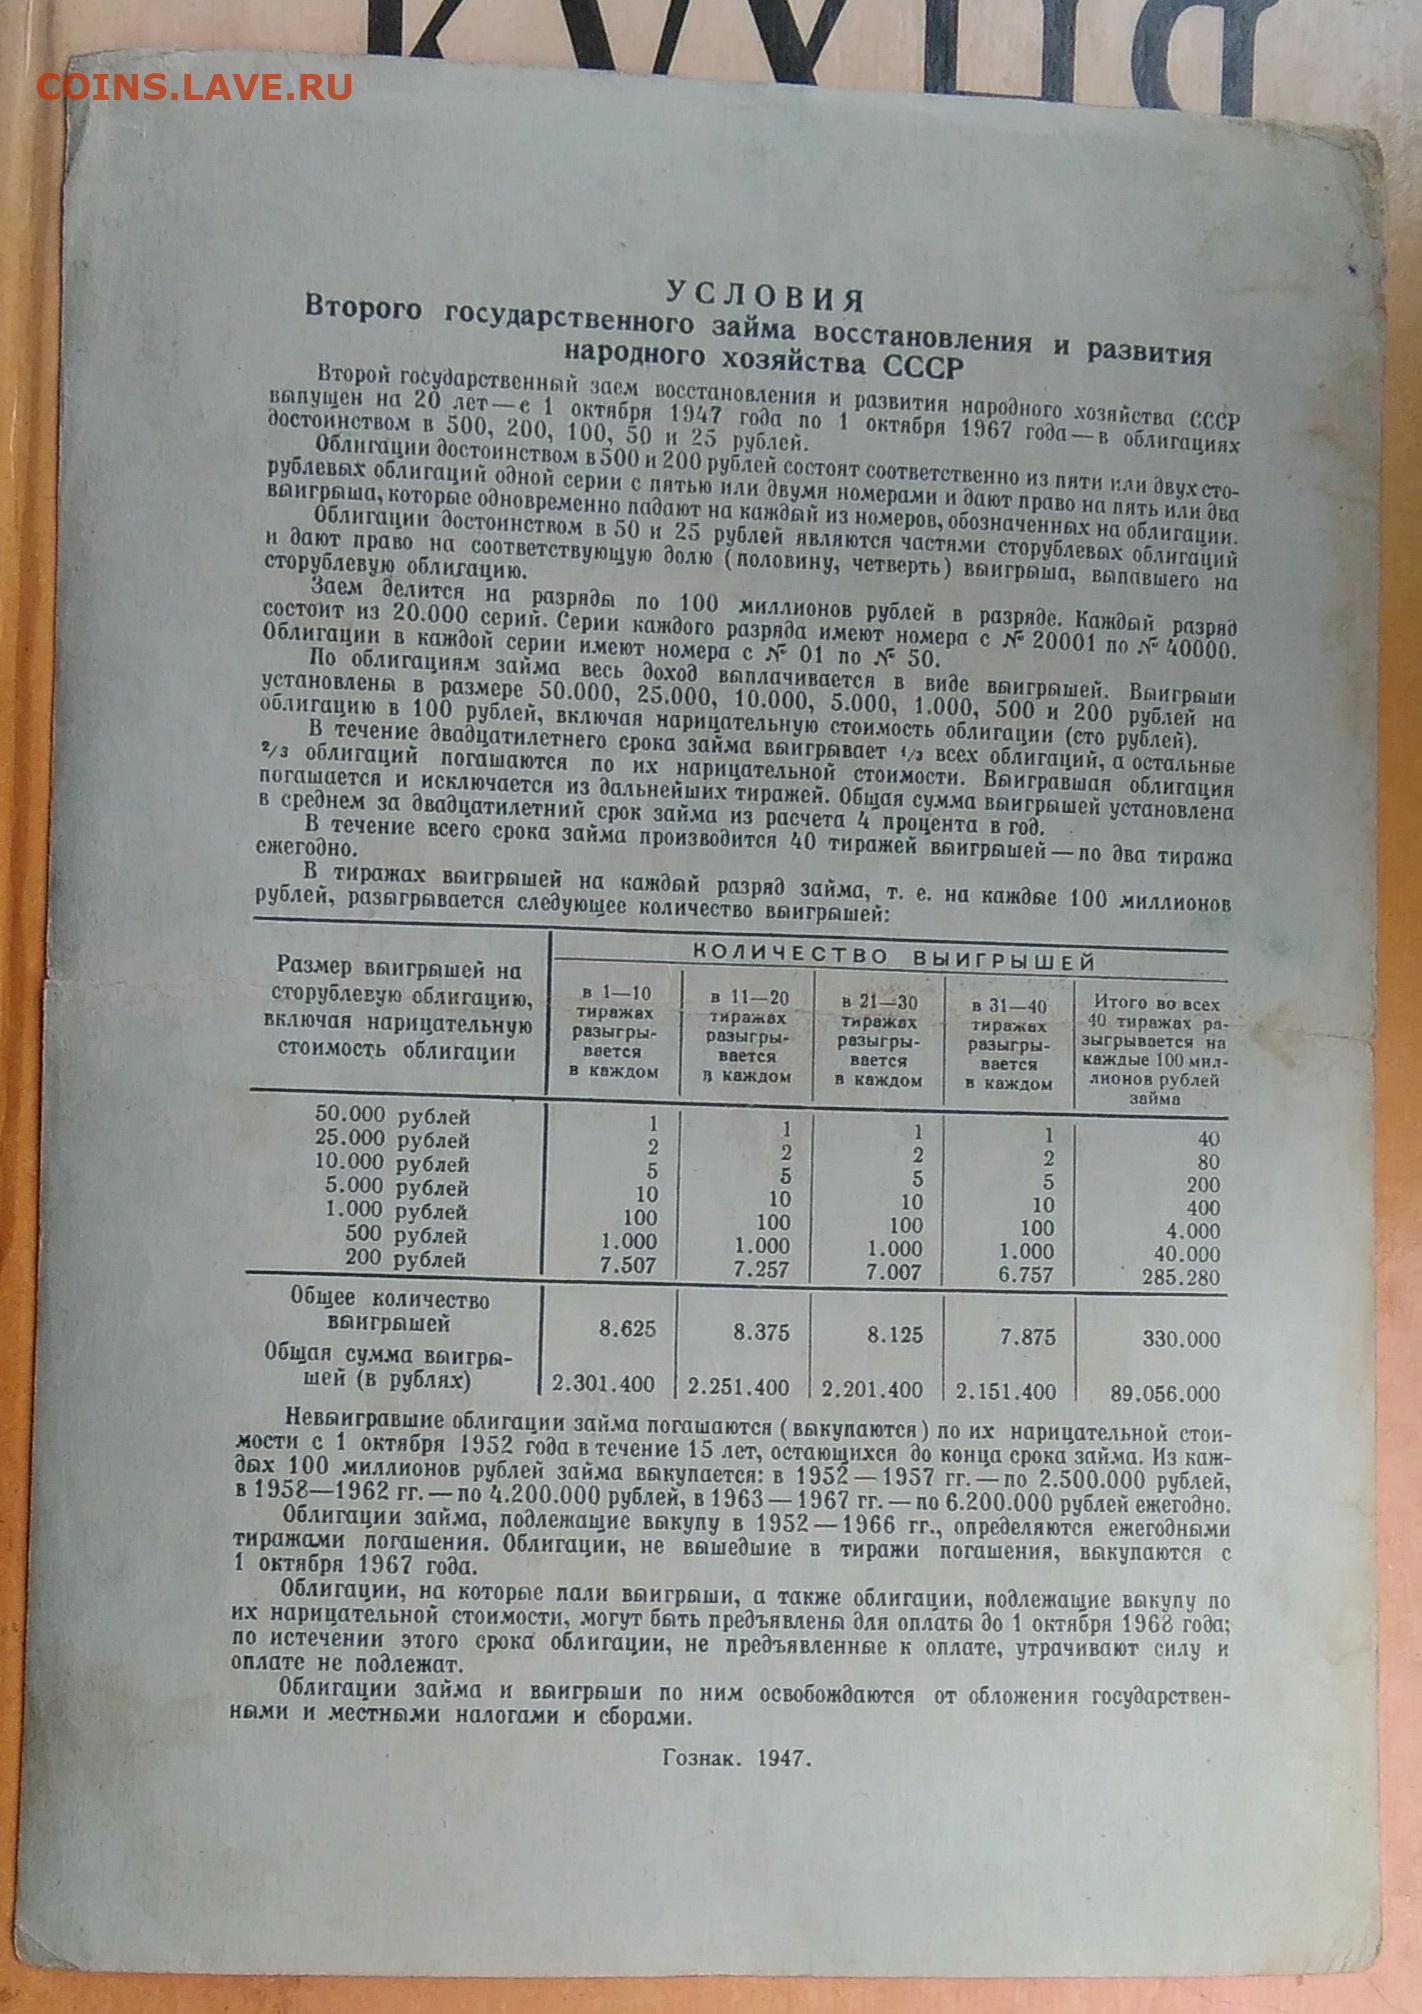 КУПЦ
COINS.LAVE.RU
УСЛОВИЯ
Второго государственного займа восстановления и развития
народного хозяйства СССР
Второй государственный заем восстановления и развития народного хозяйства СССР
выпущен на 20 лет — с 1 октября 1947 года по 1 октября 1967 года — в облигациях
достоинством в 500, 200, 100, 50 и 25 рублей.
Облигации достоинством в 500 и 200 рублей состоят соответственно из пяти или двух сто-
рублевых облигаций одной серии с пятью или двумя номерами и дают право на пять или два
выигрыша, которые одновременно падают на каждый из номеров, обозначенных на облигации.
Облигации достоинством в 50 и 25 рублей являются частями сторублевых облигаций
и дают право на соответствующую долю (половину, четверть) выигрыша, выпавшего на
сторублевую облигацию.
Заем делится на разряды по 100 миллионов рублей в разряде. Каждый разряд
состоит из 20.000 серий. Серии каждого разряда имеют номера с № 20001 по № 40000.
Облигации в каждой серии имеют номера с № 01 по № 50.
По облигациям займа весь доход выплачивается в виде выигрышей. Выигрыши
установлены в размере 50.000, 25.000, 10.000, 5.000, 1.000, 500 и 200 рублей на
облигацию в 100 рублей, включая нарицательную стоимость облигации (сто рублей).
В течение двадцатилетнего срока займа выигрывает 1/3 всех облигаций, а остальные
2/3 облигаций погашаются по их нарицательной стоимости. Выигравшая облигация
погашается и исключается из дальнейших тиражей. Общая сумма выигрышей установлена
в среднем за двадцатилетний срок займа из расчета 4 процента в год.
В течение всего срока займа производится 40 тиражей выигрышей — по два тиража
ежегодно.
В тиражах выигрышей на каждый разряд займа, т. е. на каждые 100 миллионов
рублей, разыгрывается следующее количество выигрышей:
Размер выигрышей на
сторублевую облигацию,
включая нарицательную
стоимость облигации
КОЛИЧЕСТВО ВЫИГРЫШЕЙ
в 1—10
тиражах
разыгры-
вается
в каждом
в 11—20
тиражах
разыгры-
вается
в каждом
в 21—30
тиражах
разыгры-
вается
в каждом
в 31—40
тиражах
разыгры-
вается
в каждом
Итого во всех
40 тиражах ра-
зыгрывается на
каждые 100 мил-
лионов рублей
займа
50.000 рублей 1 1 1 1 40
25.000 рублей 2 2 2 2 80
10.000 рублей 5 5 5 5 200
5.000 рублей 10 10 10 10 400
1.000 рублей 100 100 100 100 4.000
500 рублей 1.000 1.000 1.000 1.000 40.000
200 рублей 7.507 7.257 7.007 6.757 285.280
Общее количество
выигрышей 8.625 8.375 8.125 7.875 330.000
Общая сумма выигры-
шей (в рублях) 2.301.400 2.251.400 2.201.400 2.151.400 89.056.000
Невыигравшие облигации займа погашаются (выкупаются) по их нарицательной стои-
мости с 1 октября 1952 года в течение 15 лет, остающихся до конца срока займа. Из каж-
дых 100 миллионов рублей займа выкупается: в 1952 — 1957 гг. — по 2.500.000 рублей,
в 1958—1962 гг. — по 4.200.000 рублей, в 1963 — 1967 гг. — по 6.200.000 рублей ежегодно.
Облигации займа, подлежащие выкупу в 1952 — 1966 гг., определяются ежегодными
тиражами погашения. Облигации, не вышедшие в тиражи погашения, выкупаются с
1 октября 1967 года.
Облигации, на которые пали выигрыши, а также облигации, подлежащие выкупу по
их нарицательной стоимости, могут быть предъявлены для оплаты до 1 октября 1968 года;
по истечении этого срока облигации, не предъявленные к оплате, утрачивают силу и
оплате не подлежат.
Облигации займа и выигрыши по ним освобождаются от обложения государствен-
ными и местными налогами и сборами.
Гознак. 1947.